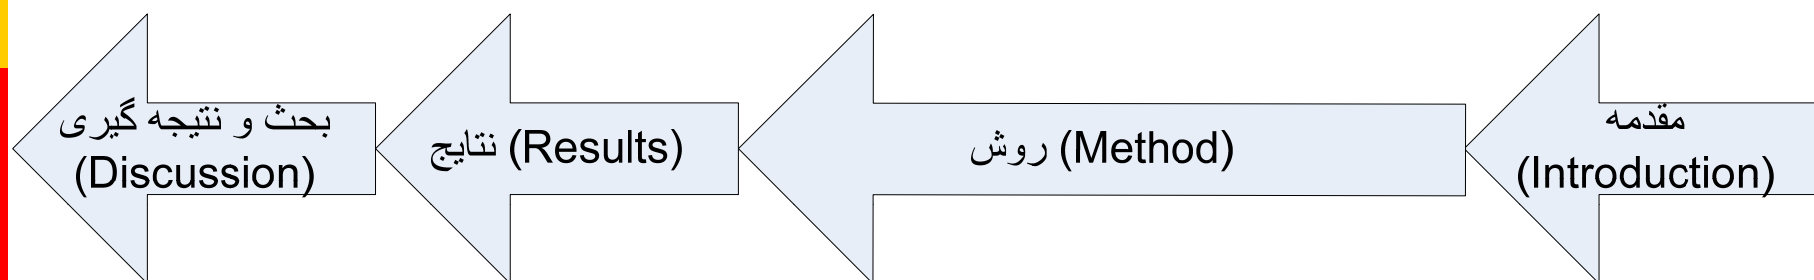 مقدمه
(Introduction)
روش (Method)
نتایج (Results)
بحث و نتیجه گیری
(Discussion)